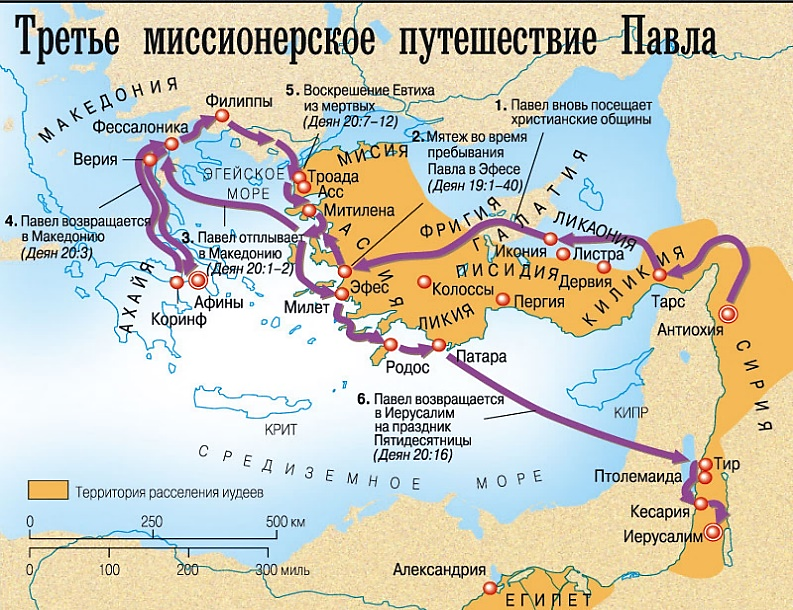 Третье миссионерское путешествие Павла
5. Воскрешение Евтиха
из мертвых
(Деян 20:7–12)
1. Павел вновь посещает
христианские общины
2. Мятеж во время
пребывания
Павла в Эфесе
(Деян 19:1–40)
МАКЕДОНИЯ
Филиппы
Фессалоника
Верия
ЭГЕЙСКОЕ
МОРЕ
МИСИЯ
Троада
Асс
Митилена
АСИЯ
ФРИГИЯ
ГАЛАТИЯ
ЛИКАОНИЯ
4. Павел возвращается
в Македонию
(Деян 20:3)
3. Павел отплывает
в Македонию
(Деян 20:1–2)
Икония
Листра
ПИСИДИЯ
Дервия
КИЛИКИЯ
Тарс
Антиохия
СИРИЯ
АХАЙЯ
Афины
Коринф
Эфес
Милет
Колоссы
Пергия
ЛИКИЯ
Родос
Патара
6. Павел возвращается
в Иерусалим
на праздник
Пятидесятницы
(Деян 20:16)
КРИТ
КИПР
СРЕДИЗЕМНОЕ МОРЕ
Тир
Птолемаида
Кесария
Иерусалим
Территория расселения иудеев
0 250 500 км
0 100 200 300 миль
Александрия
ЕГИПЕТ